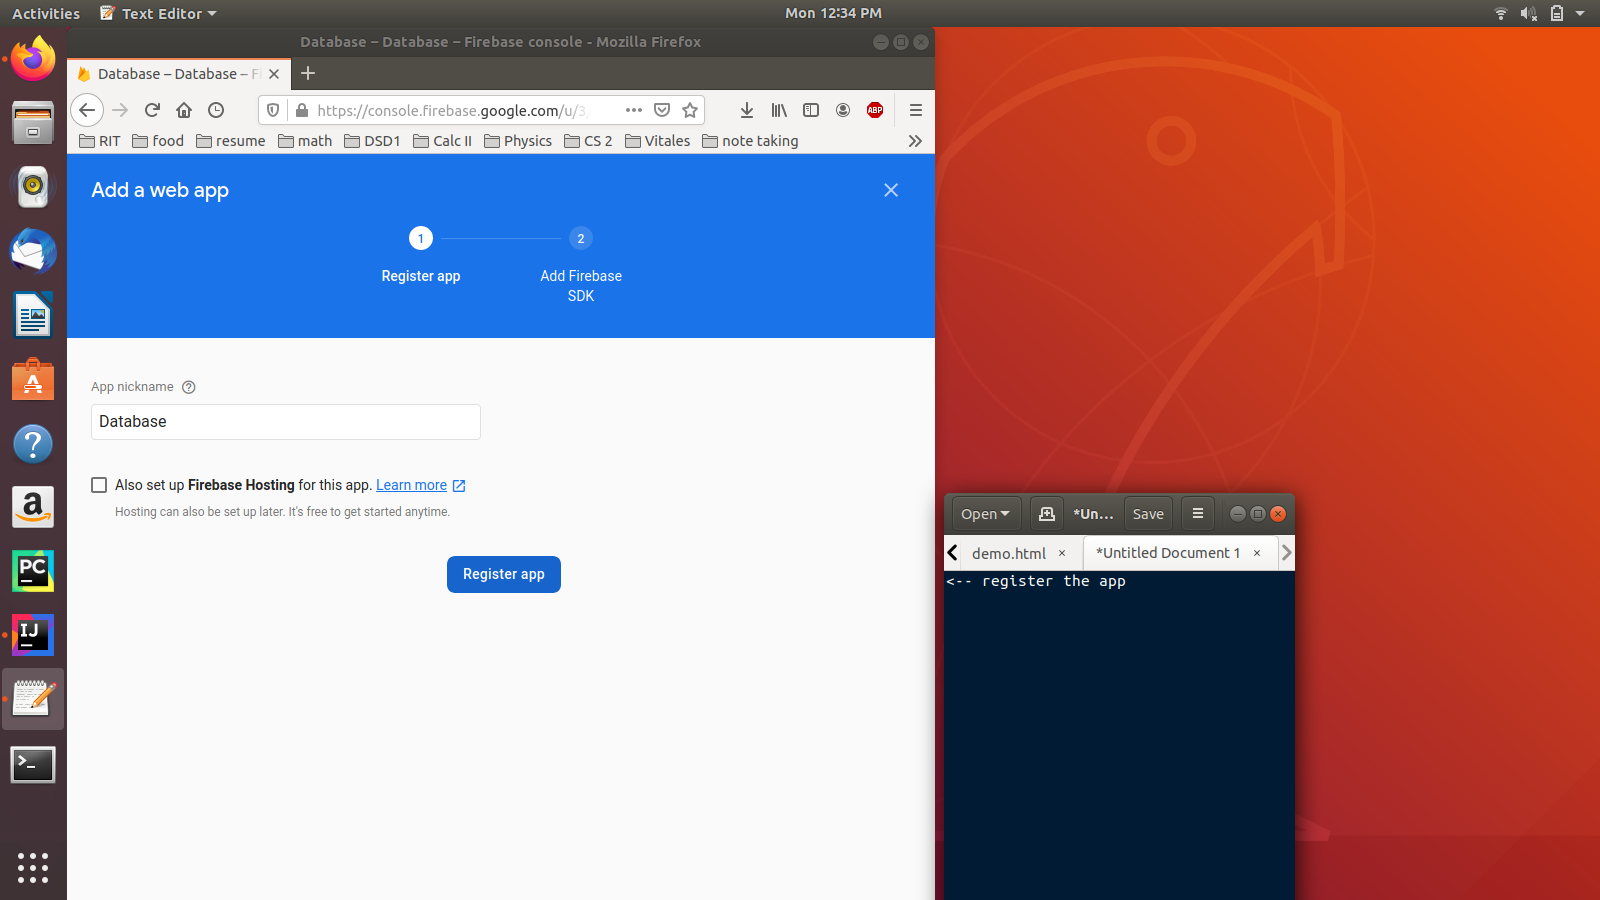 Activities
Text Editor
Mon 12:34 PM
Database – Database – Firebase console - Mozilla Firefox
Database – Database – Fi
https://console.firebase.google.com/u/3
ABP
RIT food resume math DSD1 Calc II Physics CS 2 Vitales note taking
Add a web app
1
2
Register app
Add Firebase
SDK
App nickname
Database
Also set up Firebase Hosting for this app. Learn more
Hosting can also be set up later. It's free to get started anytime.
Register app
Open
*Un...
Save
demo.html
*Untitled Document 1
<-- register the app
A
?
a
PC
IJ
>_